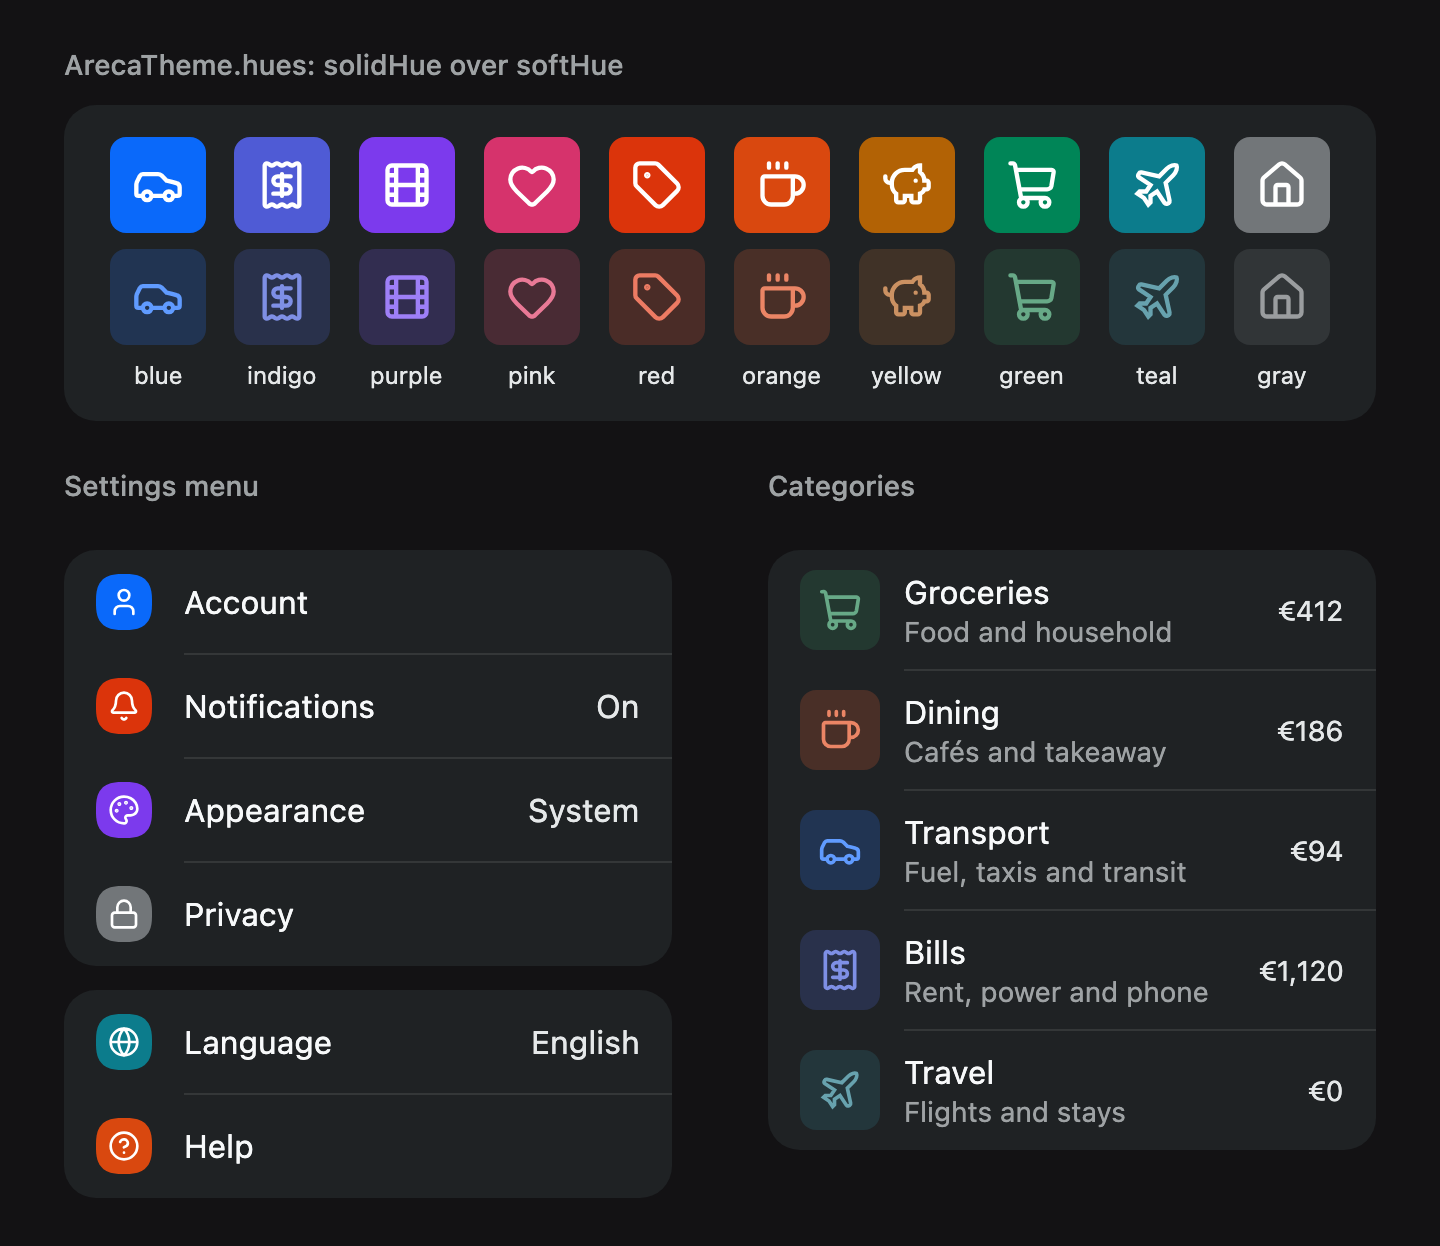 ArecaTheme.hues: solidHue over softHue
blue indigo purple pink red orange yellow green teal gray
Settings menu
Account
Notifications On
Appearance System
Privacy
Language English
Help
Categories
Groceries
Food and household
€412
Dining
Cafés and takeaway
€186
Transport
Fuel, taxis and transit
€94
Bills
Rent, power and phone
€1,120
Travel
Flights and stays
€0